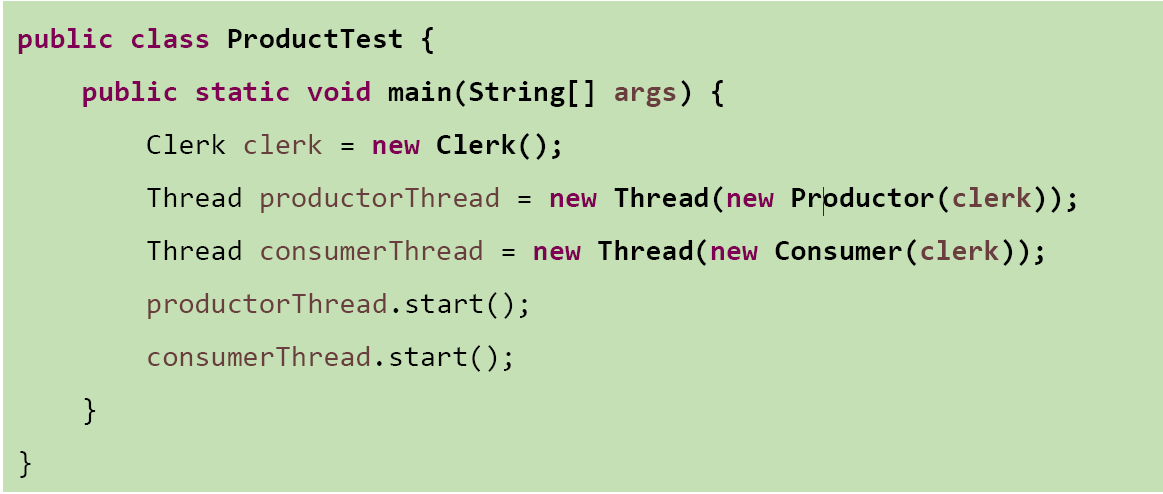 public class ProductTest {
    public static void main(String[] args) {
        Clerk clerk = new Clerk();
        Thread productorThread = new Thread(new Productor(clerk));
        Thread consumerThread = new Thread(new Consumer(clerk));
        productorThread.start();
        consumerThread.start();
    }
}